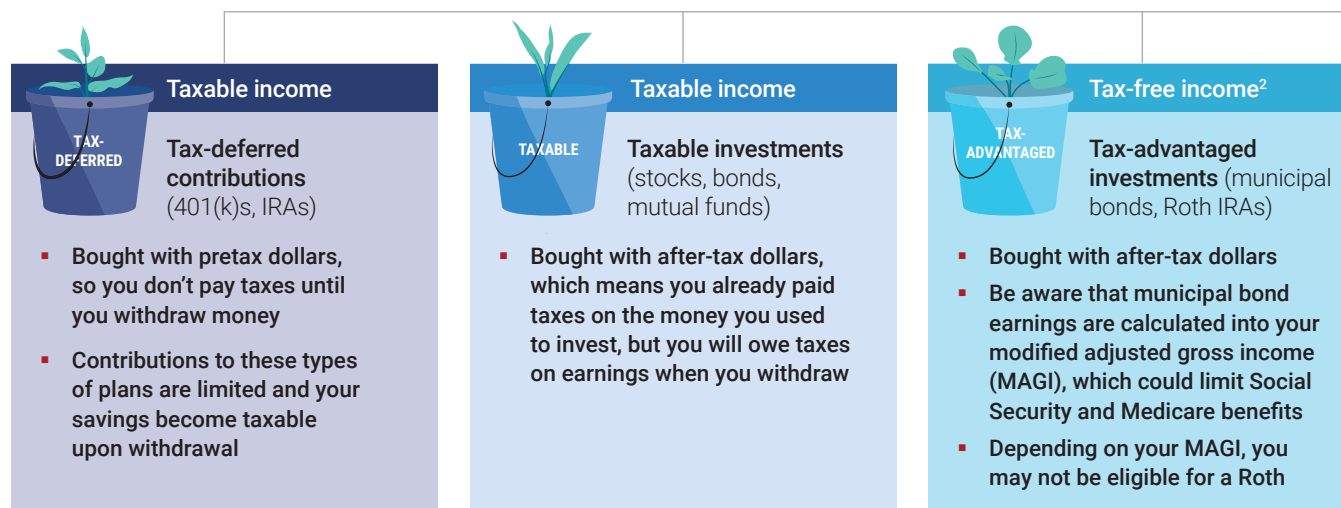 Taxable income
TAX-
DEFERRED
Tax-deferred
contributions
(401(k)s, IRAs)
▪ Bought with pretax dollars,
so you don’t pay taxes until
you withdraw money
▪ Contributions to these types
of plans are limited and your
savings become taxable
upon withdrawal
Taxable income
TAXABLE
Taxable investments
(stocks, bonds,
mutual funds)
▪ Bought with after-tax dollars,
which means you already paid
taxes on the money you used
to invest, but you will owe taxes
on earnings when you withdraw
Tax-free income²
TAX-
ADVANTAGED
Tax-advantaged
investments (municipal
bonds, Roth IRAs)
▪ Bought with after-tax dollars
▪ Be aware that municipal bond
earnings are calculated into your
modified adjusted gross income
(MAGI), which could limit Social
Security and Medicare benefits
▪ Depending on your MAGI, you
may not be eligible for a Roth